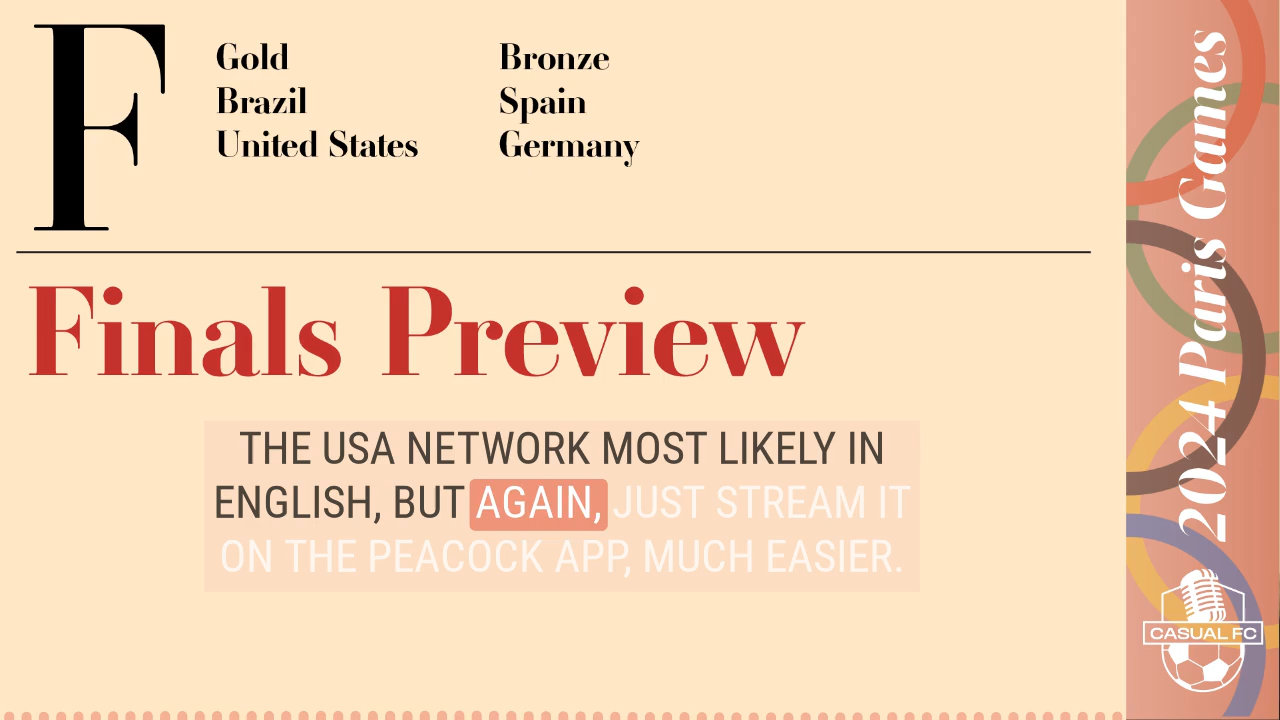 F
Gold
Brazil
United States
Bronze
Spain
Germany
Finals Preview
THE USA NETWORK MOST LIKELY IN
ENGLISH, BUT AGAIN, JUST STREAM IT
ON THE PEACOCK APP, MUCH EASIER.
2024 Paris Games
CASUAL FC